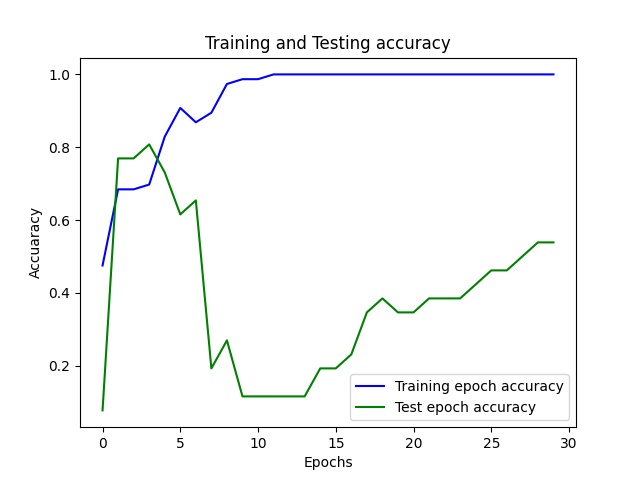 Training and Testing accuracy
Accuaracy
1.0
0.8
0.6
0.4
0.2
0 5 10 15 20 25 30
Epochs
Training epoch accuracy
Test epoch accuracy